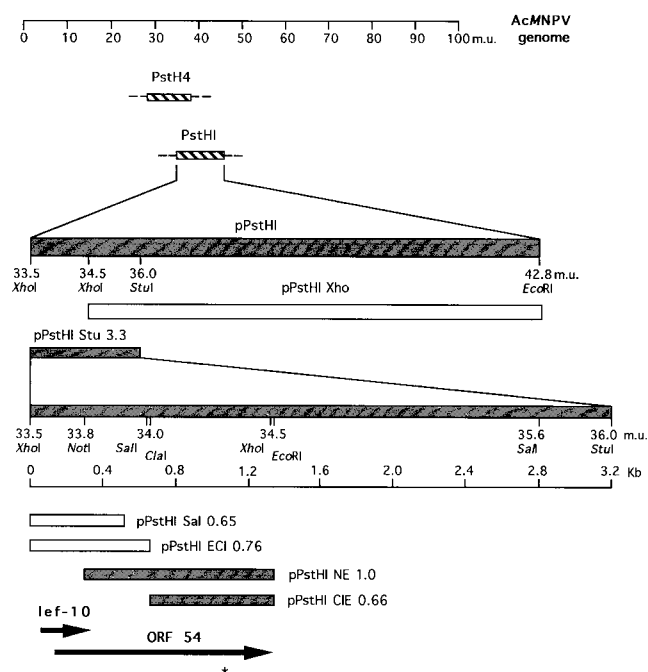 AcMNPV
genome
0 10 20 30 40 50 60 70 80 90 100 m.u.
PstH4
PstHI
pPstHI
33.5 34.5 36.0 42.8 m.u.
XhoI XhoI StuI EcoRI
pPstHI Xho
pPstHI Stu 3.3
33.5 33.8 34.0 34.5 35.6 36.0 m.u.
XhoI NotI SalI ClaI XhoI EcoRI SalI StuI
0 0.4 0.8 1.2 1.6 2.0 2.4 2.8 3.2 Kb
pPstHI Sal 0.65
pPstHI ECl 0.76
pPstHI NE 1.0
pPstHI ClE 0.66
lef-10
ORF 54
*